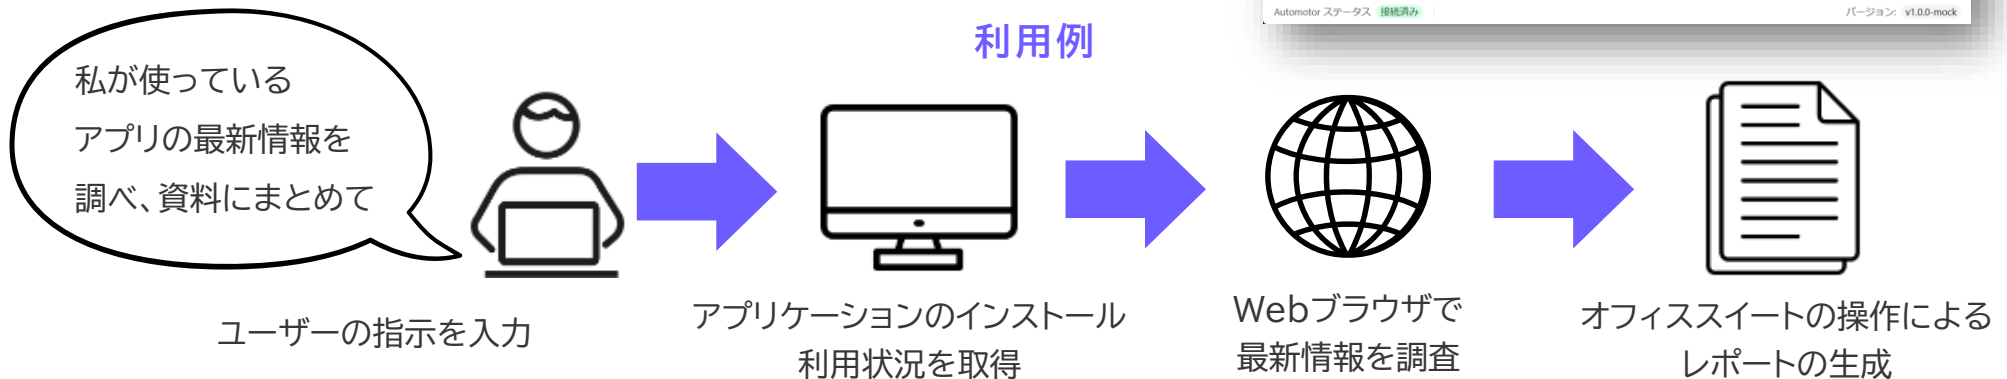 Automotor ステータス 接続済み
バージョン: v1.0.0-mock
利用例
私が使っている
アプリの最新情報を
調べ、資料にまとめて
ユーザーの指示を入力
アプリケーションのインストール
利用状況を取得
Webブラウザで
最新情報を調査
オフィススイートの操作による
レポートの生成